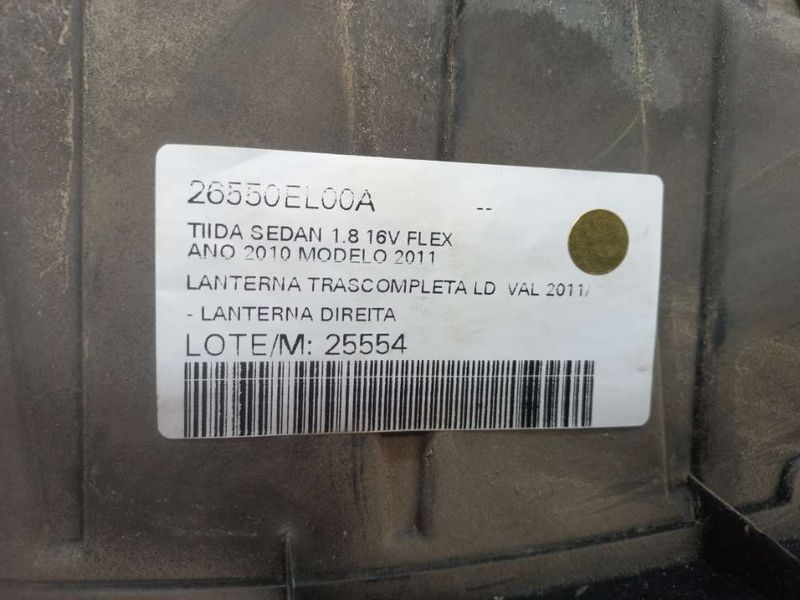 26550EL00A --
TIIDA SEDAN 1.8 16V FLEX
ANO 2010 MODELO 2011
LANTERNA TRASCOMPLETA LD VAL 2011/
- LANTERNA DIREITA
LOTE/M: 25554